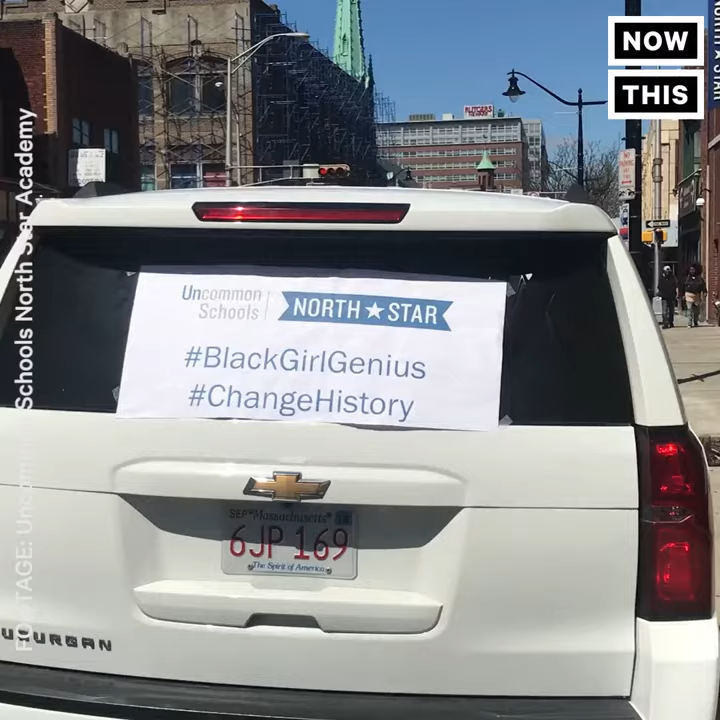 NOW
THIS
RUTGERS
Uncommon
Schools
NORTH STAR
#BlackGirlGenius
#ChangeHistory
SEP Massachusetts
6JP 169
The Spirit of America
FOOTAGE: Uncommon Schools North Star Academy